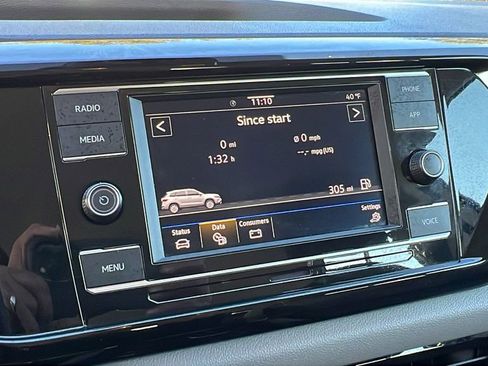 RADIO
MEDIA
MENU
PHONE
APP
VOICE
11:10
40 °F
<
Since start
>
0 mi
Ø 0 mph
1:32 h
--.- mpg (US)
305 mi
Status
Data
Consumers
Settings